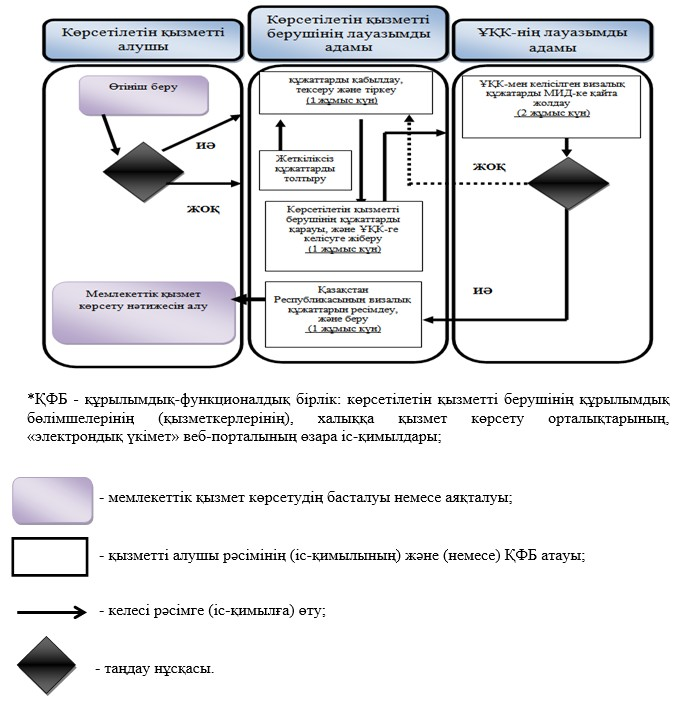 Көрсетілетін қызметті
алушы
Көрсетілетін қызметті
берушінің лауазымды
адамы
ҰҚК-нің лауазымды
адамы
Өтініш беру
ИӘ
ЖОҚ
құжаттарды қабылдау,
тексеру және тіркеу
(1 жұмыс күн)
Жеткіліксіз
құжаттарды
толтыру
Көрсетілетін қызметті
берушінің құжаттарды
қарауы, және ҰҚК-ге
келісуге жіберу
(1 жұмыс күн)
ҰҚК-мен келісілген визалық
құжатарды МИД-ке қайта
жолдау
(2 жұмыс күн)
ЖОҚ
ИӘ
Қазақстан
Республикасының визалық
құжаттарын ресімдеу,
және беру
(1 жұмыс күн)
Мемлекеттік қызмет
көрсету нәтижесін алу
*ҚФБ - құрылымдық-функционалдық бірлік: көрсетілетін қызметті берушінің құрылымдық
бөлімшелерінің (қызметкерлерінің), халыққа қызмет көрсету орталықтарының,
«электрондық үкімет» веб-порталының өзара іс-қимылдары;
- мемлекеттік қызмет көрсетудің басталуы немесе аяқталуы;
- қызметті алушы рәсімінің (іс-қимылының) және (немесе) ҚФБ атауы;
- келесі рәсімге (іс-қимылға) өту;
- таңдау нұсқасы.